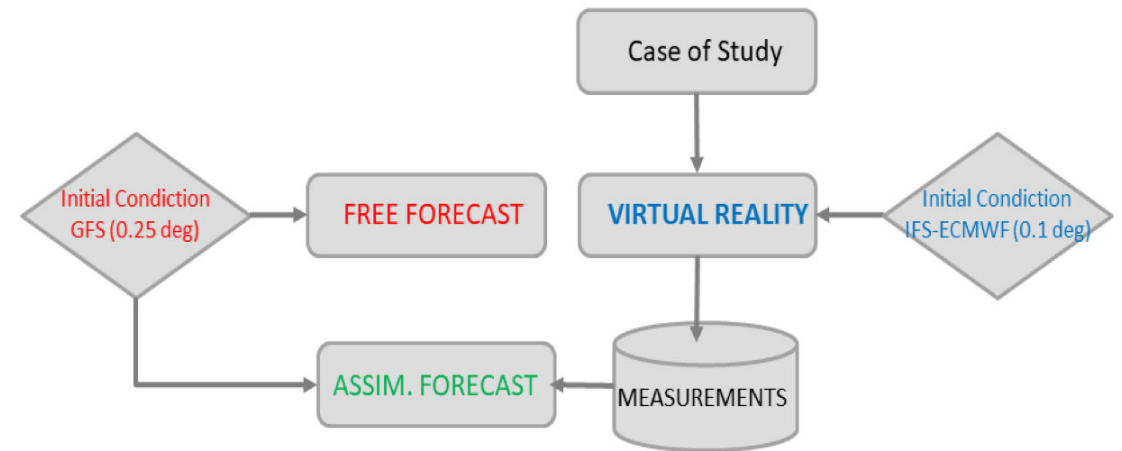 Case of Study
Initial Condiction
GFS (0.25 deg)
FREE FORECAST
VIRTUAL REALITY
Initial Condiction
IFS-ECMWF (0.1 deg)
ASSIM. FORECAST
MEASUREMENTS